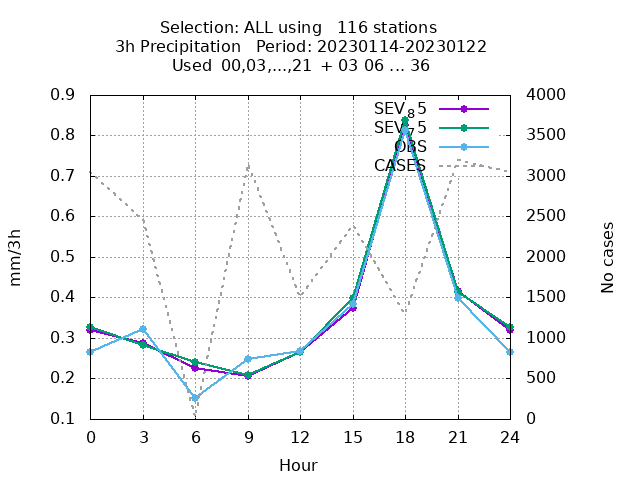 Selection: ALL using 116 stations
3h Precipitation Period: 20230114-20230122
Used 00,03,...,21 + 03 06 ... 36
0.9
0.8
0.7
0.6
0.5
0.4
0.3
0.2
0.1
mm/3h
0 3 6 9 12 15 18 21 24
Hour
4000
3500
3000
2500
2000
1500
1000
500
0
No cases
SEV₈5
SEV₇5
OBS
CASES